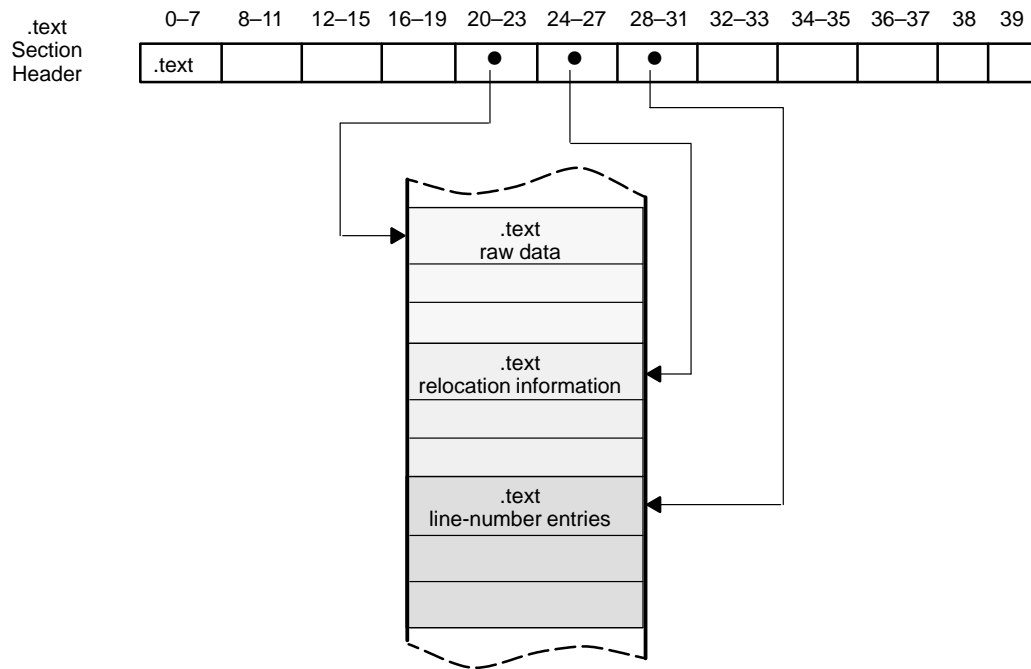 0–7 8–11 12–15 16–19 20–23 24–27 28–31 32–33 34–35 36–37 38 39
.text
Section
Header
.text
.text
raw data
.text
relocation information
.text
line-number entries